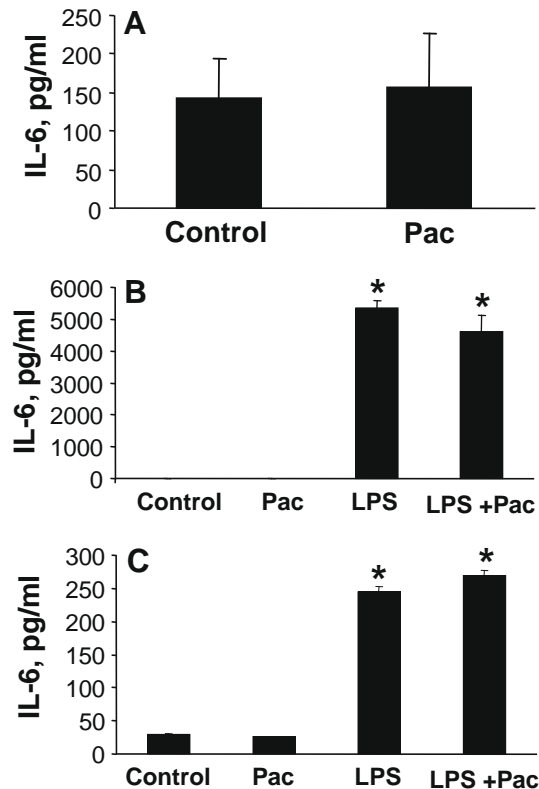 A
IL-6, pg/ml
250
200
150
100
50
0
Control Pac
B
IL-6, pg/ml
6000
5000
4000
3000
2000
1000
0
* *
Control Pac LPS LPS +Pac
C
IL-6, pg/ml
300
250
200
150
100
50
0
* *
Control Pac LPS LPS +Pac